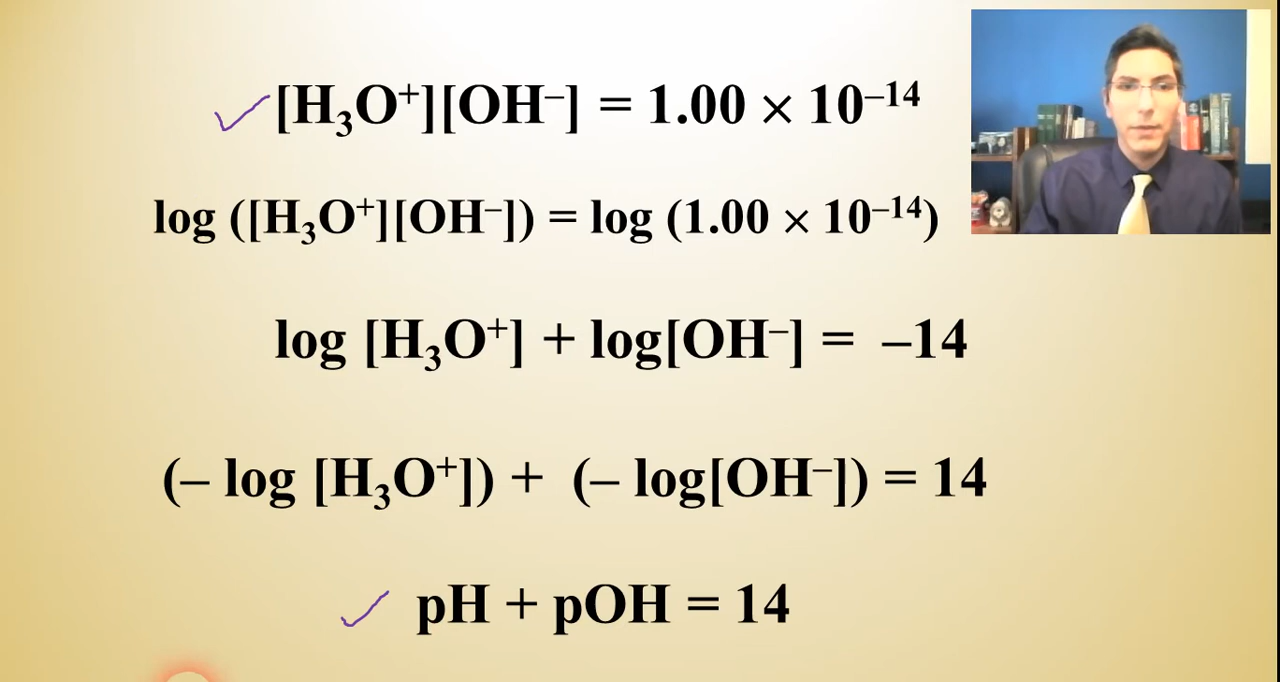 [H₃O⁺][OH⁻] = 1.00 × 10⁻¹⁴
log ([H₃O⁺][OH⁻]) = log (1.00 × 10⁻¹⁴)
log [H₃O⁺] + log[OH⁻] = –14
(– log [H₃O⁺]) + (– log[OH⁻]) = 14
pH + pOH = 14